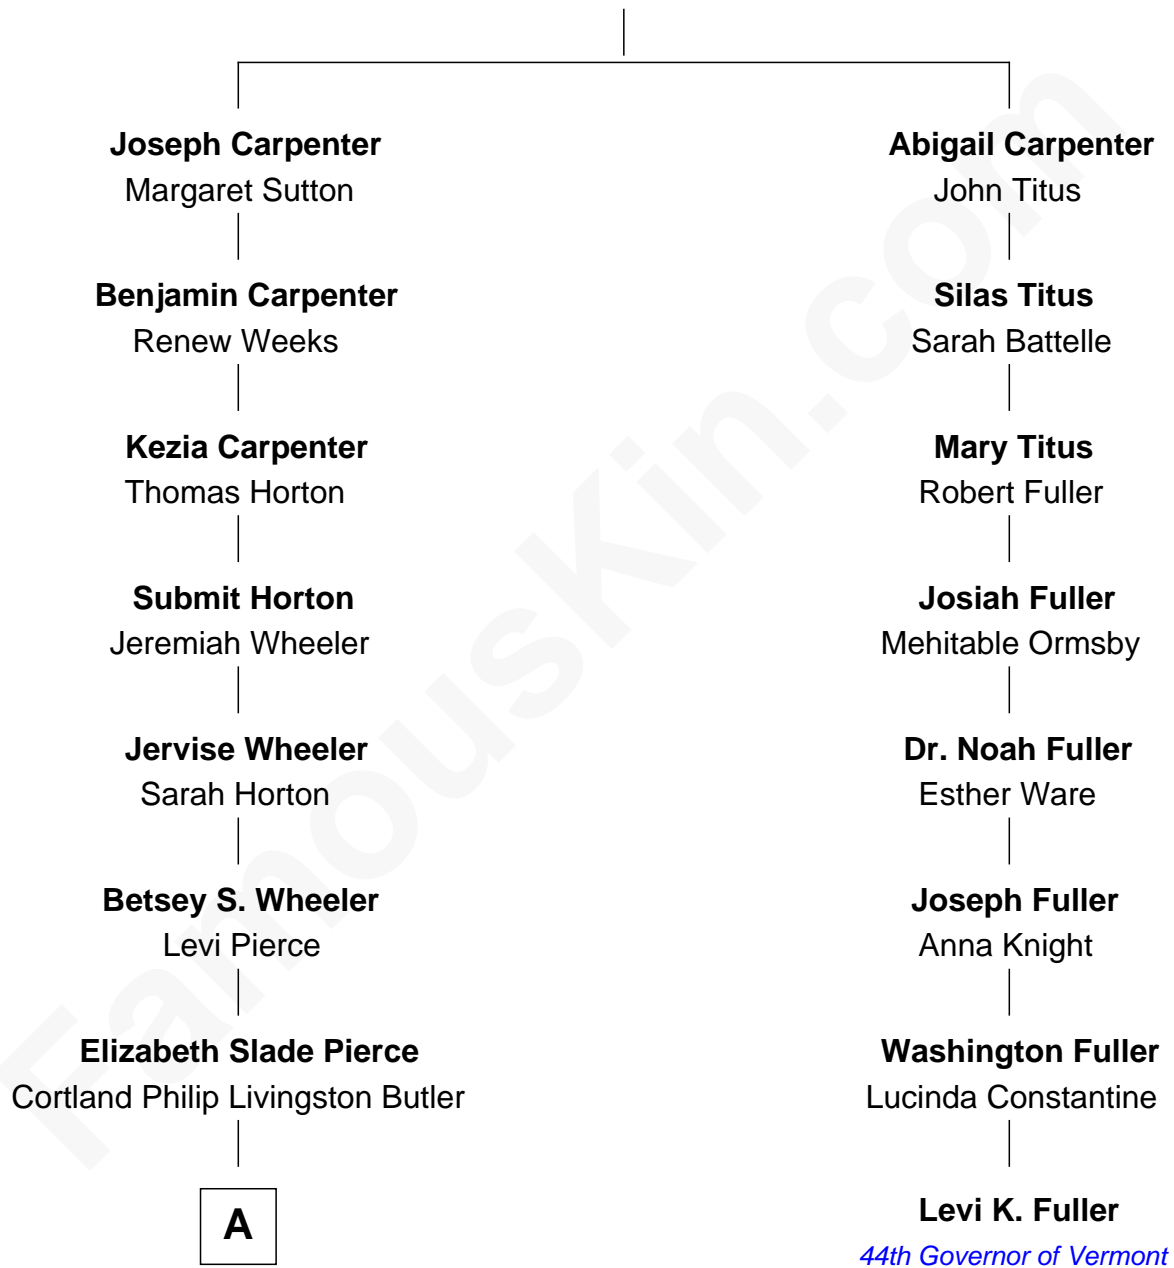 Joseph Carpenter
Margaret Sutton
Benjamin Carpenter
Renew Weeks
Kezia Carpenter
Thomas Horton
Submit Horton
Jeremiah Wheeler
Jervise Wheeler
Sarah Horton
Betsey S. Wheeler
Levi Pierce
Elizabeth Slade Pierce
Cortland Philip Livingston Butler
A
Abigail Carpenter
John Titus
Silas Titus
Sarah Battelle
Mary Titus
Robert Fuller
Josiah Fuller
Mehitable Ormsby
Dr. Noah Fuller
Esther Ware
Joseph Fuller
Anna Knight
Washington Fuller
Lucinda Constantine
Levi K. Fuller
44th Governor of Vermont
FamousKin.com